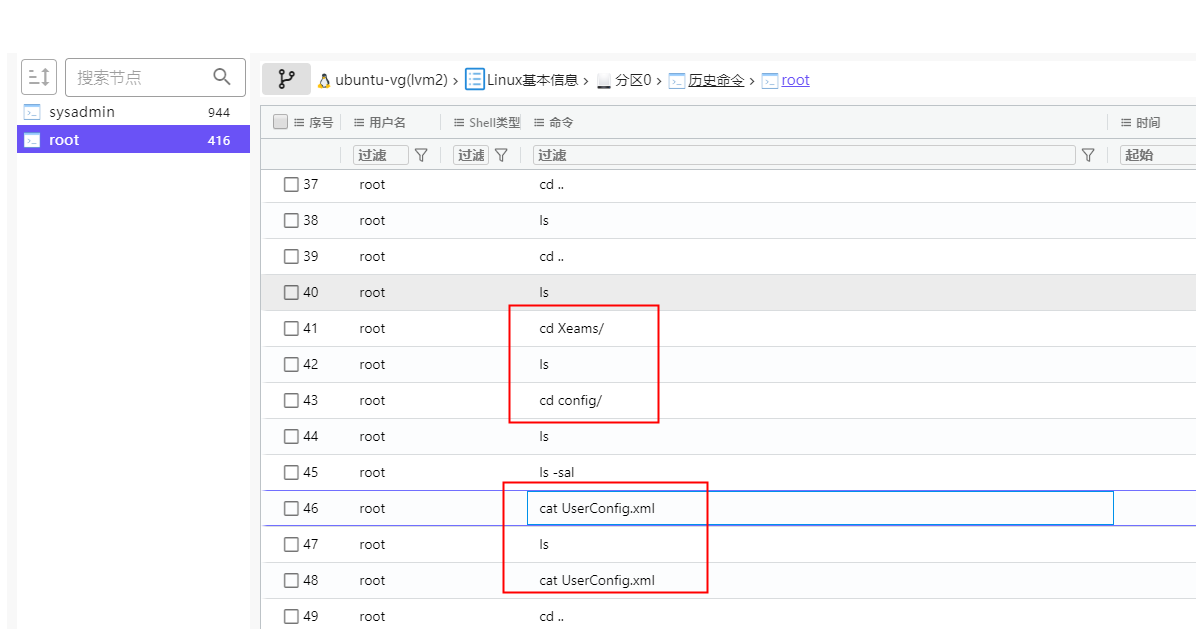 搜索节点
sysadmin 944
root 416
ubuntu-vg(lvm2) › Linux基本信息 › 分区0 › 历史命令 › root
序号 用户名 Shell类型 命令 时间
过滤 过滤 过滤 起始
37 root cd ..
38 root ls
39 root cd ..
40 root ls
41 root cd Xeams/
42 root ls
43 root cd config/
44 root ls
45 root ls -sal
46 root cat UserConfig.xml
47 root ls
48 root cat UserConfig.xml
49 root cd ..